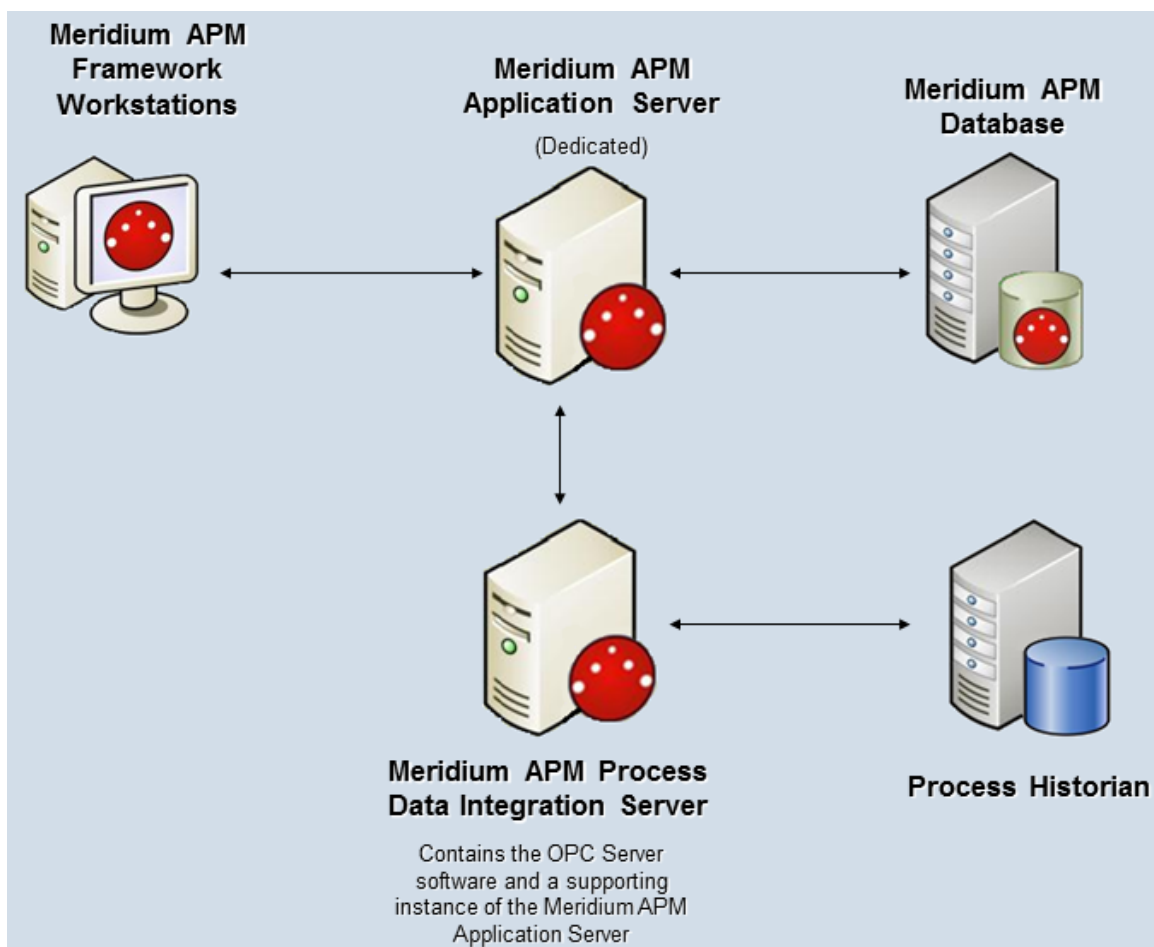 Meridium APM
Framework
Workstations
Meridium APM
Application Server
(Dedicated)
Meridium APM
Database
Meridium APM Process
Data Integration Server
Contains the OPC Server
software and a supporting
instance of the Meridium APM
Application Server
Process Historian